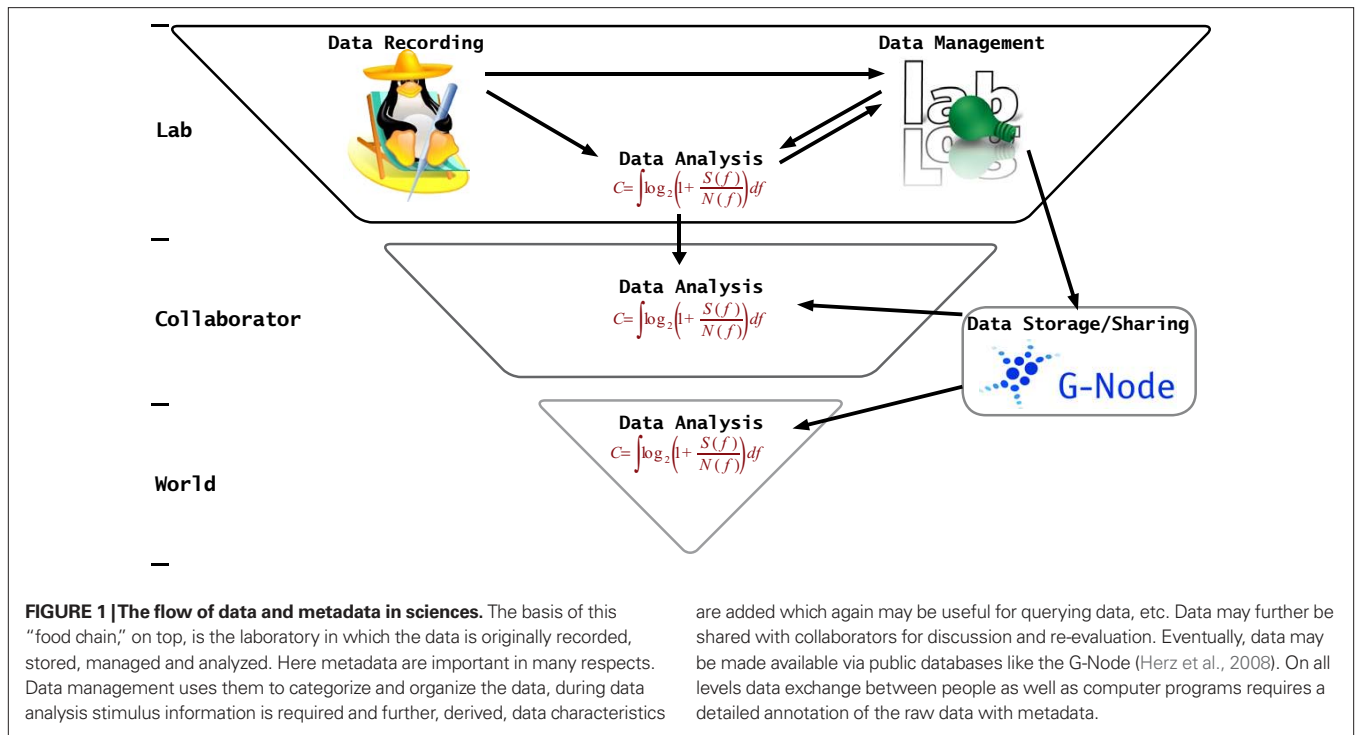 Data Recording
Data Management
lab
Lab
Data Analysis
C=∫log₂(1+ S(f)/N(f))df
Data Analysis
C=∫log₂(1+ S(f)/N(f))df
Collaborator
Data Storage/Sharing
G-Node
Data Analysis
C=∫log₂(1+ S(f)/N(f))df
World
FIGURE 1 | The flow of data and metadata in sciences. The basis of this
"food chain," on top, is the laboratory in which the data is originally recorded,
stored, managed and analyzed. Here metadata are important in many respects.
Data management uses them to categorize and organize the data, during data
analysis stimulus information is required and further, derived, data characteristics
are added which again may be useful for querying data, etc. Data may further be
shared with collaborators for discussion and re-evaluation. Eventually, data may
be made available via public databases like the G-Node (Herz et al., 2008). On all
levels data exchange between people as well as computer programs requires a
detailed annotation of the raw data with metadata.